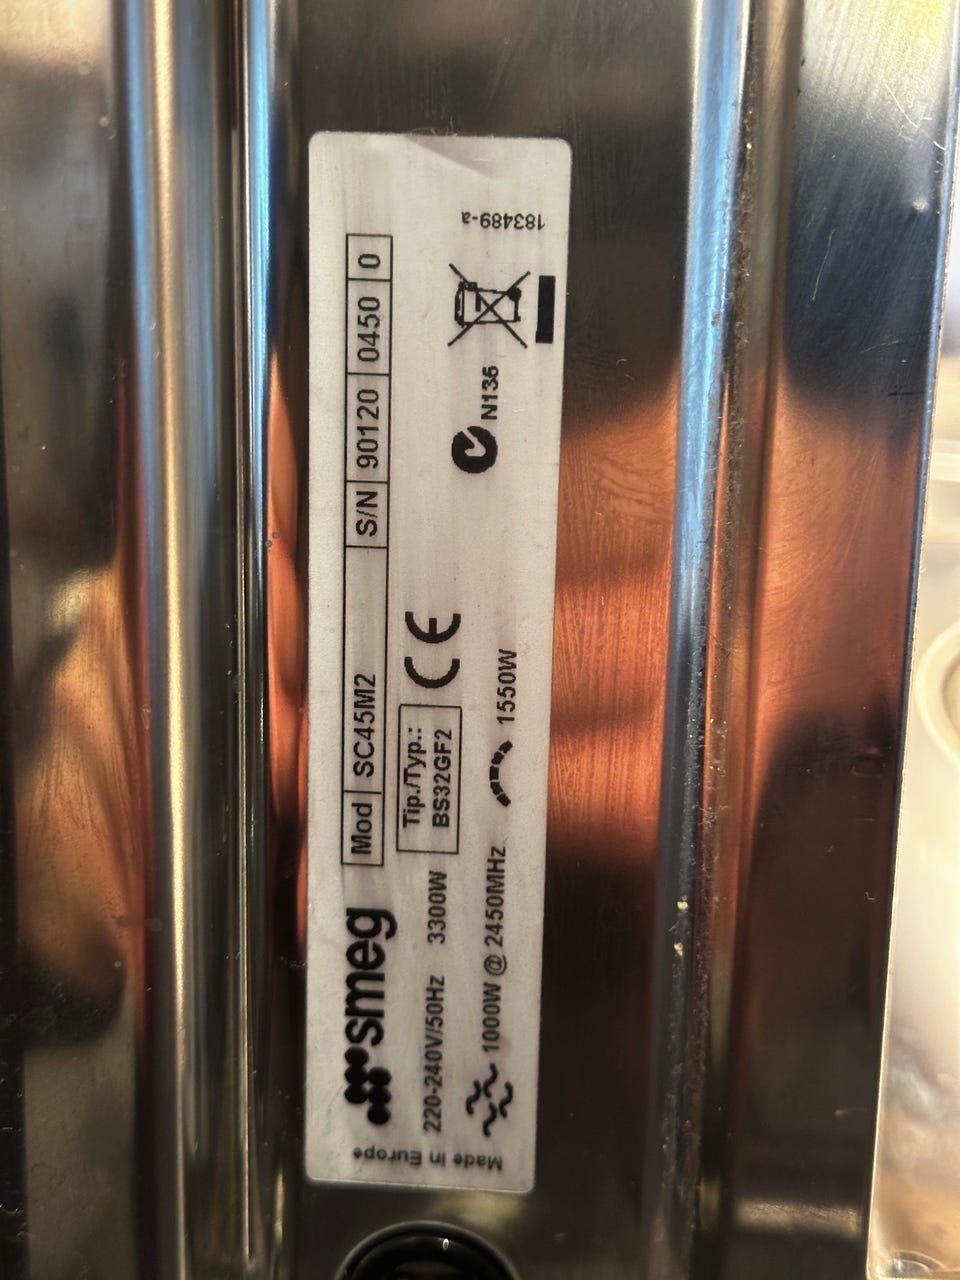 smeg
Mod SC45M2 S/N 90120 0450 0
220-240V/50Hz 3300W
Tip./Typ.:
BS32GF2
CE
1000W @ 2450MHz 1550W
N135
183489-a
Made in Europe